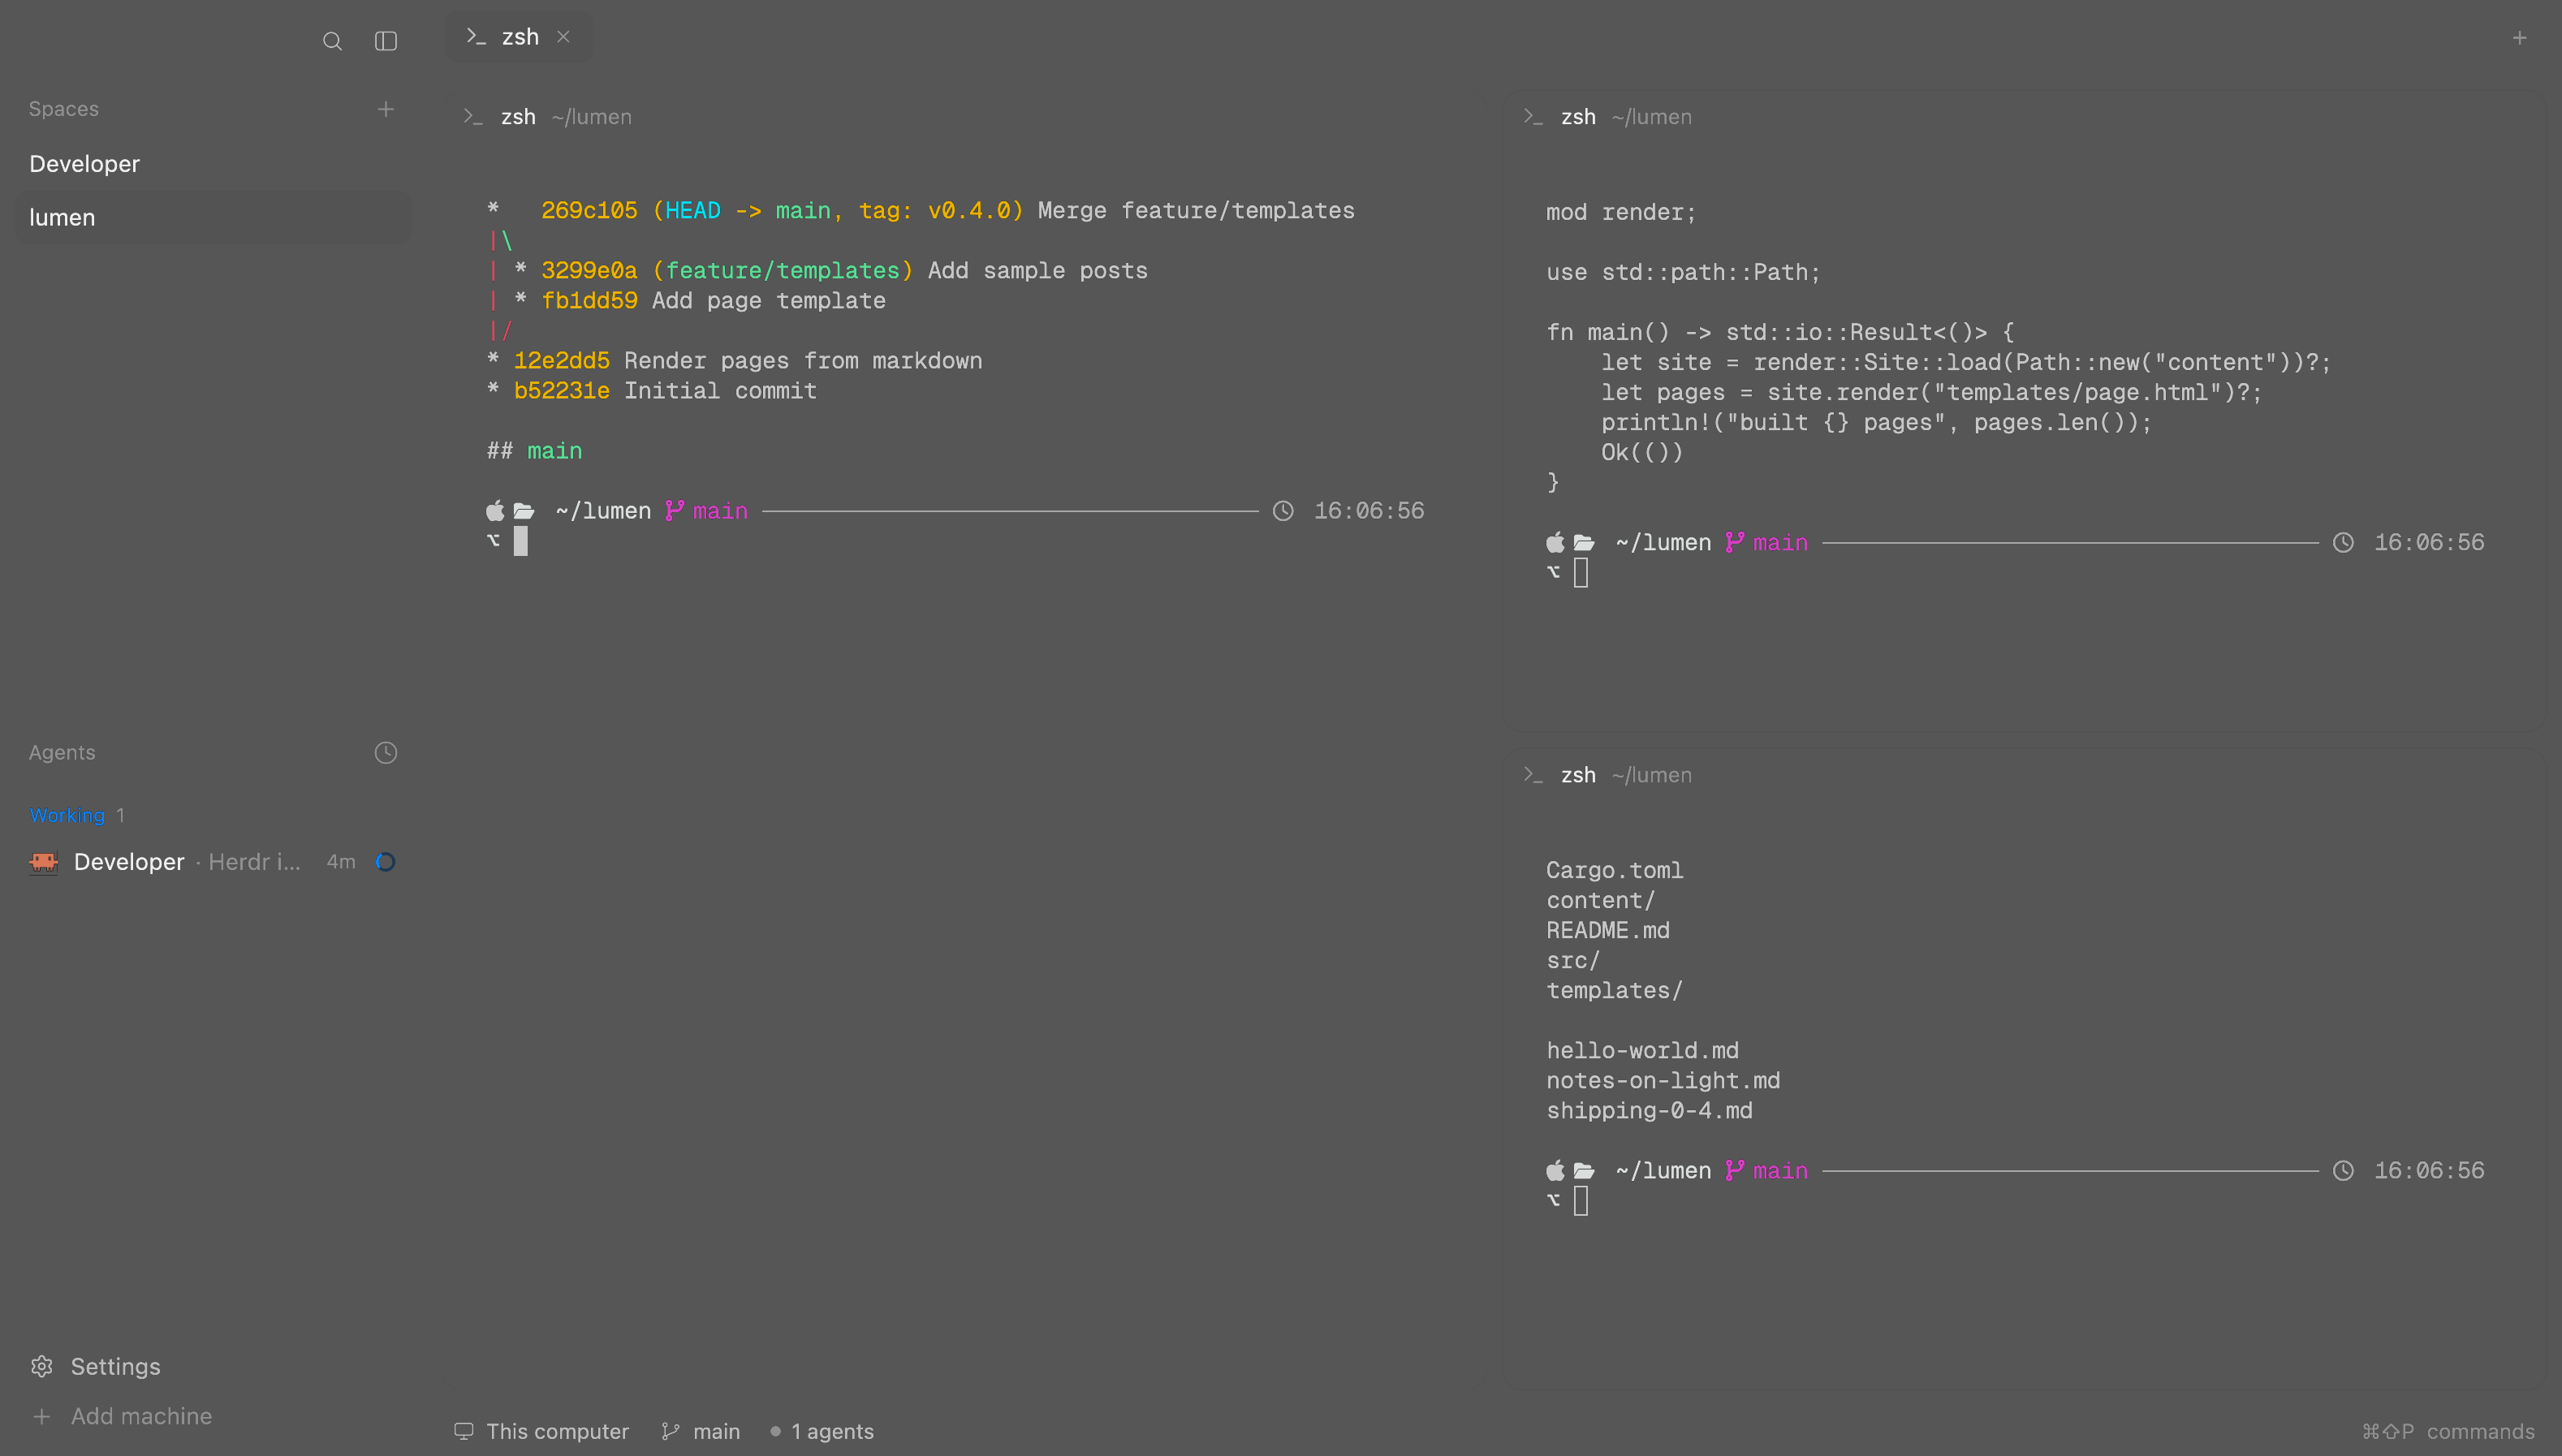 zsh
Spaces
Developer
lumen
Agents
Working 1
Developer · Herdr i... 4m
Settings
Add machine
zsh ~/lumen
*   269c105 (HEAD -> main, tag: v0.4.0) Merge feature/templates
|\
| * 3299e0a (feature/templates) Add sample posts
| * fb1dd59 Add page template
|/
* 12e2dd5 Render pages from markdown
* b52231e Initial commit
## main
~/lumen main 16:06:56
zsh ~/lumen
mod render;
use std::path::Path;
fn main() -> std::io::Result<()> {
    let site = render::Site::load(Path::new("content"))?;
    let pages = site.render("templates/page.html")?;
    println!("built {} pages", pages.len());
    Ok(())
}
~/lumen main 16:06:56
zsh ~/lumen
Cargo.toml
content/
README.md
src/
templates/
hello-world.md
notes-on-light.md
shipping-0-4.md
~/lumen main 16:06:56
This computer main 1 agents
⌘⇧P commands